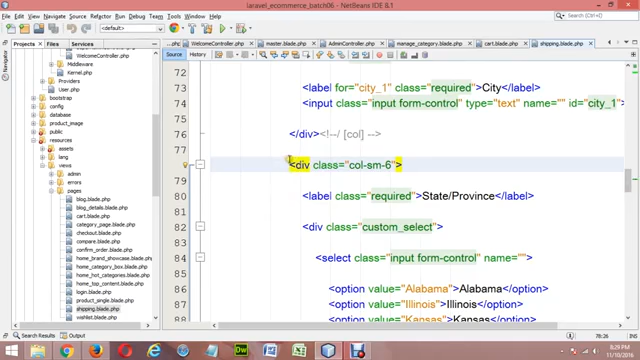 laravel_ecommerce_batch06 - NetBeans IDE 8.1
File Edit View Navigate Source Refactor Run Debug Team Tools Window Help
<default>
Projects Files Services
.php WelcomeController.php master.blade.php AdminController.php manage_category.blade.php cart.blade.php shipping.blade.php
Source History
WelcomeController.php
Middleware
Kernel.php
Providers
User.php
bootstrap
config
database
product_image
public
resources
assets
lang
views
admin
errors
pages
blog.blade.php
blog_details.blade.php
category_page.blade.php
checkout.blade.php
compare.blade.php
confirm_order.blade.php
home_brand_showcase.blade.php
home_category_box.blade.php
home_hot_categories.blade.php
home_top.blade.php
login.blade.php
product_single.blade.php
shipping.blade.php
wishlist.blade.php
72
73 <label for="city_1" class="required">City</label>
74 <input class="input form-control" type="text" name="" id="city_1"
75
76 </div><!--/ [col] -->
77
<div class="col-sm-6">
79
80 <label class="required">State/Province</label>
81
82 <div class="custom_select">
83
84 <select class="input form-control" name="">
85
86 <option value="Alabama">Alabama</option>
87 <option value="Illinois">Illinois</option>
88 <option value="Kansas">Kansas</option>
Search Results Output
78:26 INS
8:29 PM
11/10/2016